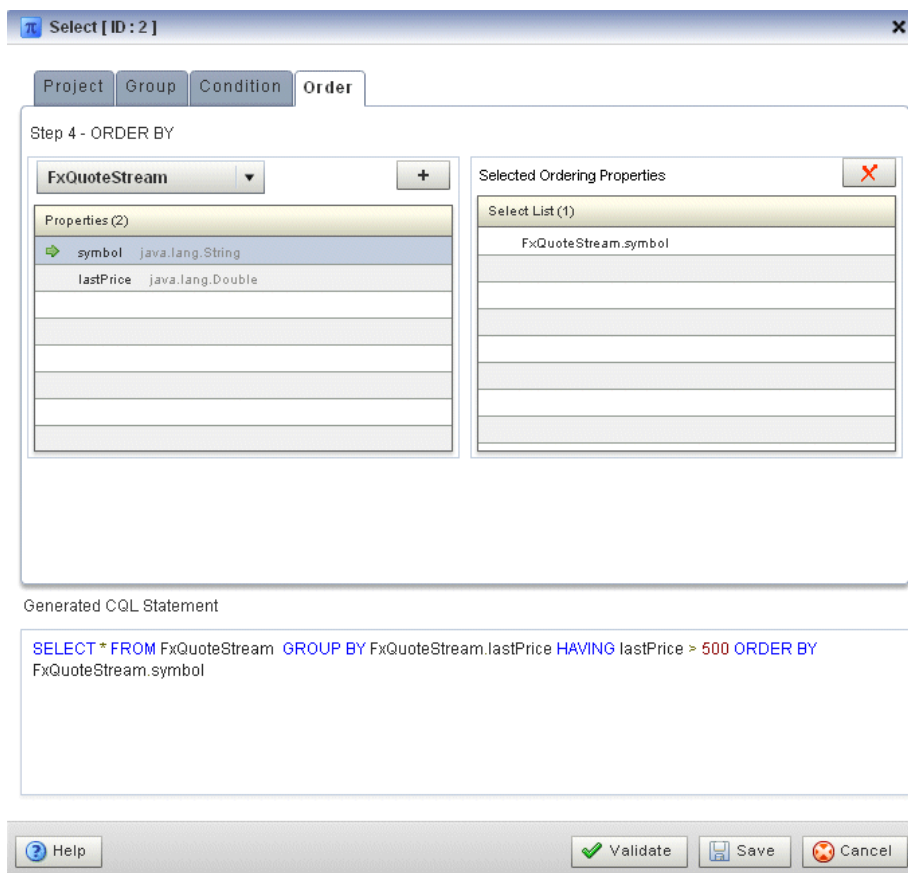 Select [ ID : 2 ]
Project Group Condition Order
Step 4 - ORDER BY
FxQuoteStream
+
Selected Ordering Properties
Properties (2)
Select List (1)
symbol java.lang.String
FxQuoteStream.symbol
lastPrice java.lang.Double
Generated CQL Statement
SELECT * FROM FxQuoteStream GROUP BY FxQuoteStream.lastPrice HAVING lastPrice > 500 ORDER BY
FxQuoteStream.symbol
Help
Validate
Save
Cancel